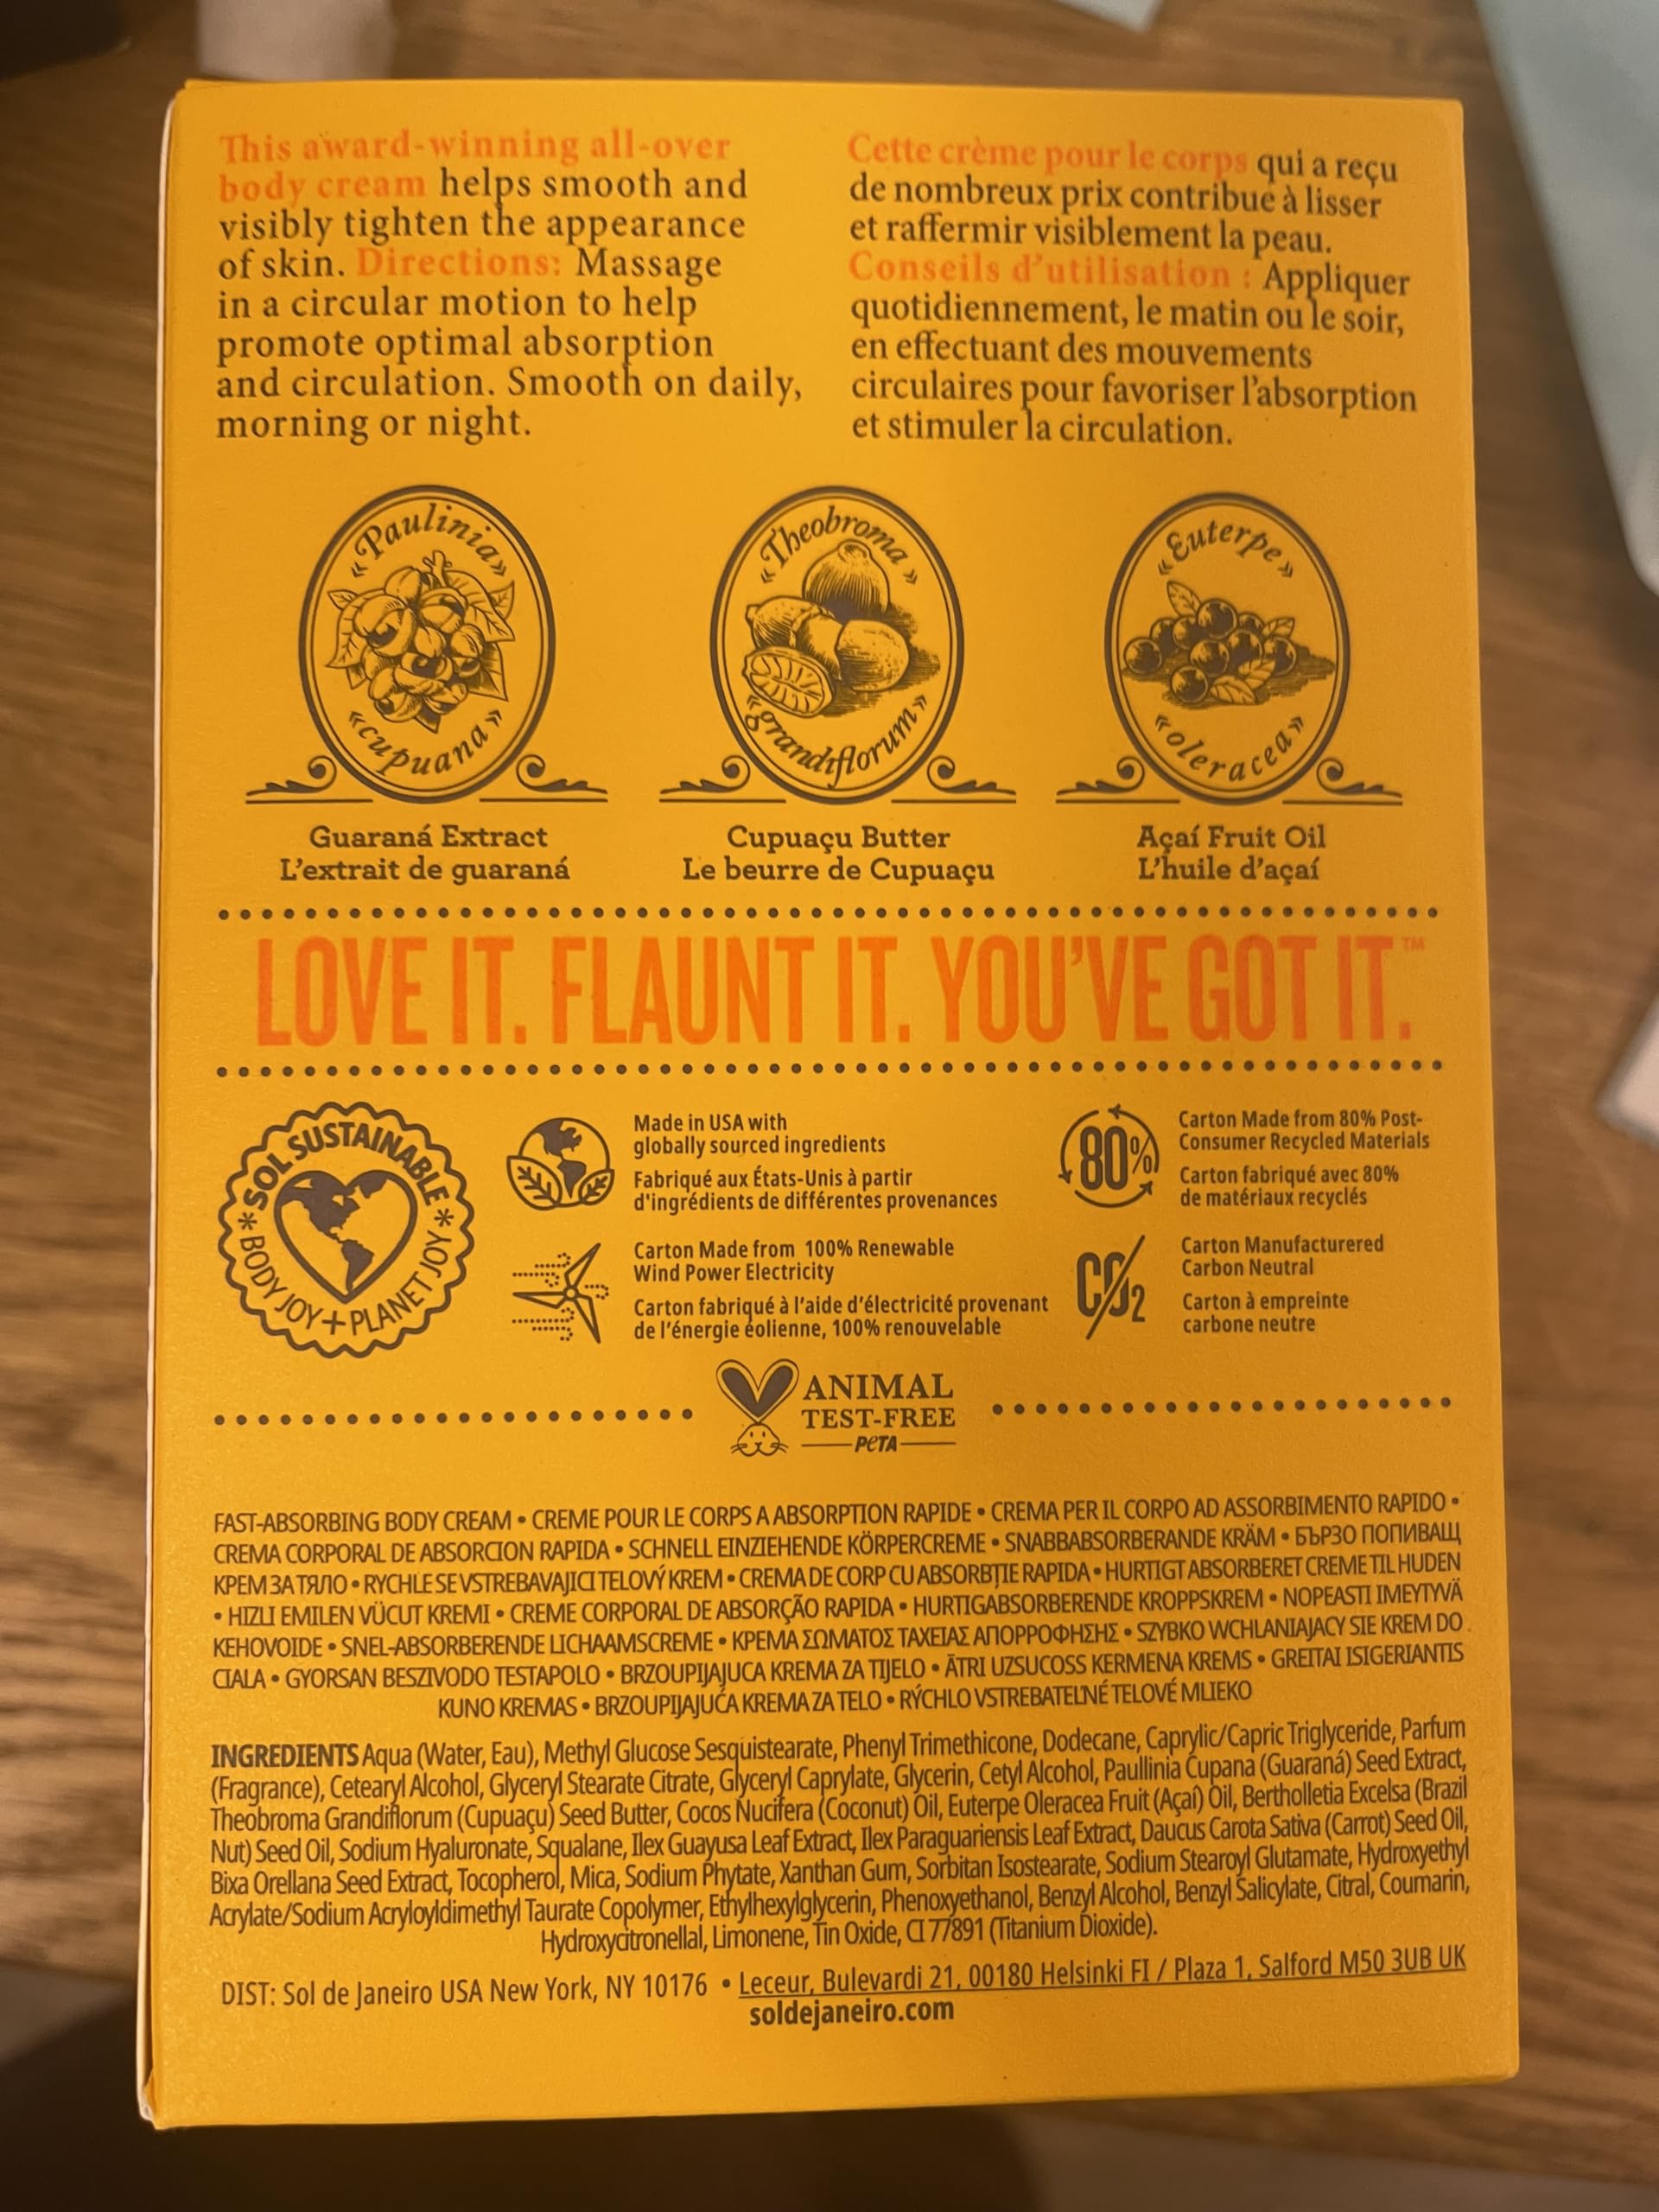 This award-winning all-over
body cream helps smooth and
visibly tighten the appearance
of skin. Directions: Massage
in a circular motion to help
promote optimal absorption
and circulation. Smooth on daily,
morning or night.
Cette crème pour le corps qui a reçu
de nombreux prix contribue à lisser
et raffermir visiblement la peau.
Conseils d'utilisation : Appliquer
quotidiennement, le matin ou le soir,
en effectuant des mouvements
circulaires pour favoriser l'absorption
et stimuler la circulation.
«Paulinia»
«cupuana»
Guaraná Extract
L'extrait de guaraná
«Theobroma»
«grandiflorum»
Cupuaçu Butter
Le beurre de Cupuaçu
«Euterpe»
«oleracea»
Açaí Fruit Oil
L'huile d'açaí
LOVE IT. FLAUNT IT. YOU'VE GOT IT.™
*SOL SUSTAINABLE*
BODY JOY + PLANET JOY
Made in USA with
globally sourced ingredients
Fabriqué aux États-Unis à partir
d'ingrédients de différentes provenances
80%
Carton Made from 80% Post-
Consumer Recycled Materials
Carton fabriqué avec 80%
de matériaux recyclés
Carton Made from 100% Renewable
Wind Power Electricity
Carton fabriqué à l'aide d'électricité provenant
de l'énergie éolienne, 100% renouvelable
CO2
Carton Manufacturered
Carbon Neutral
Carton à empreinte
carbone neutre
ANIMAL
TEST-FREE
PETA
FAST-ABSORBING BODY CREAM • CREME POUR LE CORPS A ABSORPTION RAPIDE • CREMA PER IL CORPO AD ASSORBIMENTO RAPIDO •
CREMA CORPORAL DE ABSORCION RAPIDA • SCHNELL EINZIEHENDE KÖRPERCREME • SNABBABSORBERANDE KRÄM • БЪРЗО ПОПИВАЩ
КРЕМ ЗА ТЯЛО • RYCHLE SE VSTREBAVAJICI TELOVÝ KREM • CREMA DE CORP CU ABSORBȚIE RAPIDA • HURTIGT ABSORBERET CREME TIL HUDEN
• HIZLI EMILEN VÜCUT KREMI • CREME CORPORAL DE ABSORÇÃO RAPIDA • HURTIGABSORBERENDE KROPPSKREM • NOPEASTI IMEYTYVÄ
KEHOVOIDE • SNEL-ABSORBERENDE LICHAAMSCREME • ΚΡΕΜΑ ΣΩΜΑΤΟΣ ΤΑΧΕΙΑΣ ΑΠΟΡΡΟΦΗΣΗΣ • SZYBKO WCHLANIAJACY SIE KREM DO
CIALA • GYORSAN BESZIVODO TESTAPOLO • BRZOUPIJAJUCA KREMA ZA TIJELO • ĀTRI UZSUCOSS KERMENA KREMS • GREITAI ISIGERIANTIS
KUNO KREMAS • BRZOUPIJAJUĆA KREMA ZA TELO • RÝCHLO VSTREBATEĽNÉ TELOVÉ MLIEKO
INGREDIENTS Aqua (Water, Eau), Methyl Glucose Sesquistearate, Phenyl Trimethicone, Dodecane, Caprylic/Capric Triglyceride, Parfum
(Fragrance), Cetearyl Alcohol, Glyceryl Stearate Citrate, Glyceryl Caprylate, Glycerin, Cetyl Alcohol, Paullinia Cupana (Guaraná) Seed Extract,
Theobroma Grandiflorum (Cupuaçu) Seed Butter, Cocos Nucifera (Coconut) Oil, Euterpe Oleracea Fruit (Açaí) Oil, Bertholletia Excelsa (Brazil
Nut) Seed Oil, Sodium Hyaluronate, Squalane, Ilex Guayusa Leaf Extract, Ilex Paraguariensis Leaf Extract, Daucus Carota Sativa (Carrot) Seed Oil,
Bixa Orellana Seed Extract, Tocopherol, Mica, Sodium Phytate, Xanthan Gum, Sorbitan Isostearate, Sodium Stearoyl Glutamate, Hydroxyethyl
Acrylate/Sodium Acryloyldimethyl Taurate Copolymer, Ethylhexylglycerin, Phenoxyethanol, Benzyl Alcohol, Benzyl Salicylate, Citral, Coumarin,
Hydroxycitronellal, Limonene, Tin Oxide, CI 77891 (Titanium Dioxide).
DIST: Sol de Janeiro USA New York, NY 10176 • Leceur, Bulevardi 21, 00180 Helsinki FI / Plaza 1, Salford M50 3UB UK
soldejaneiro.com